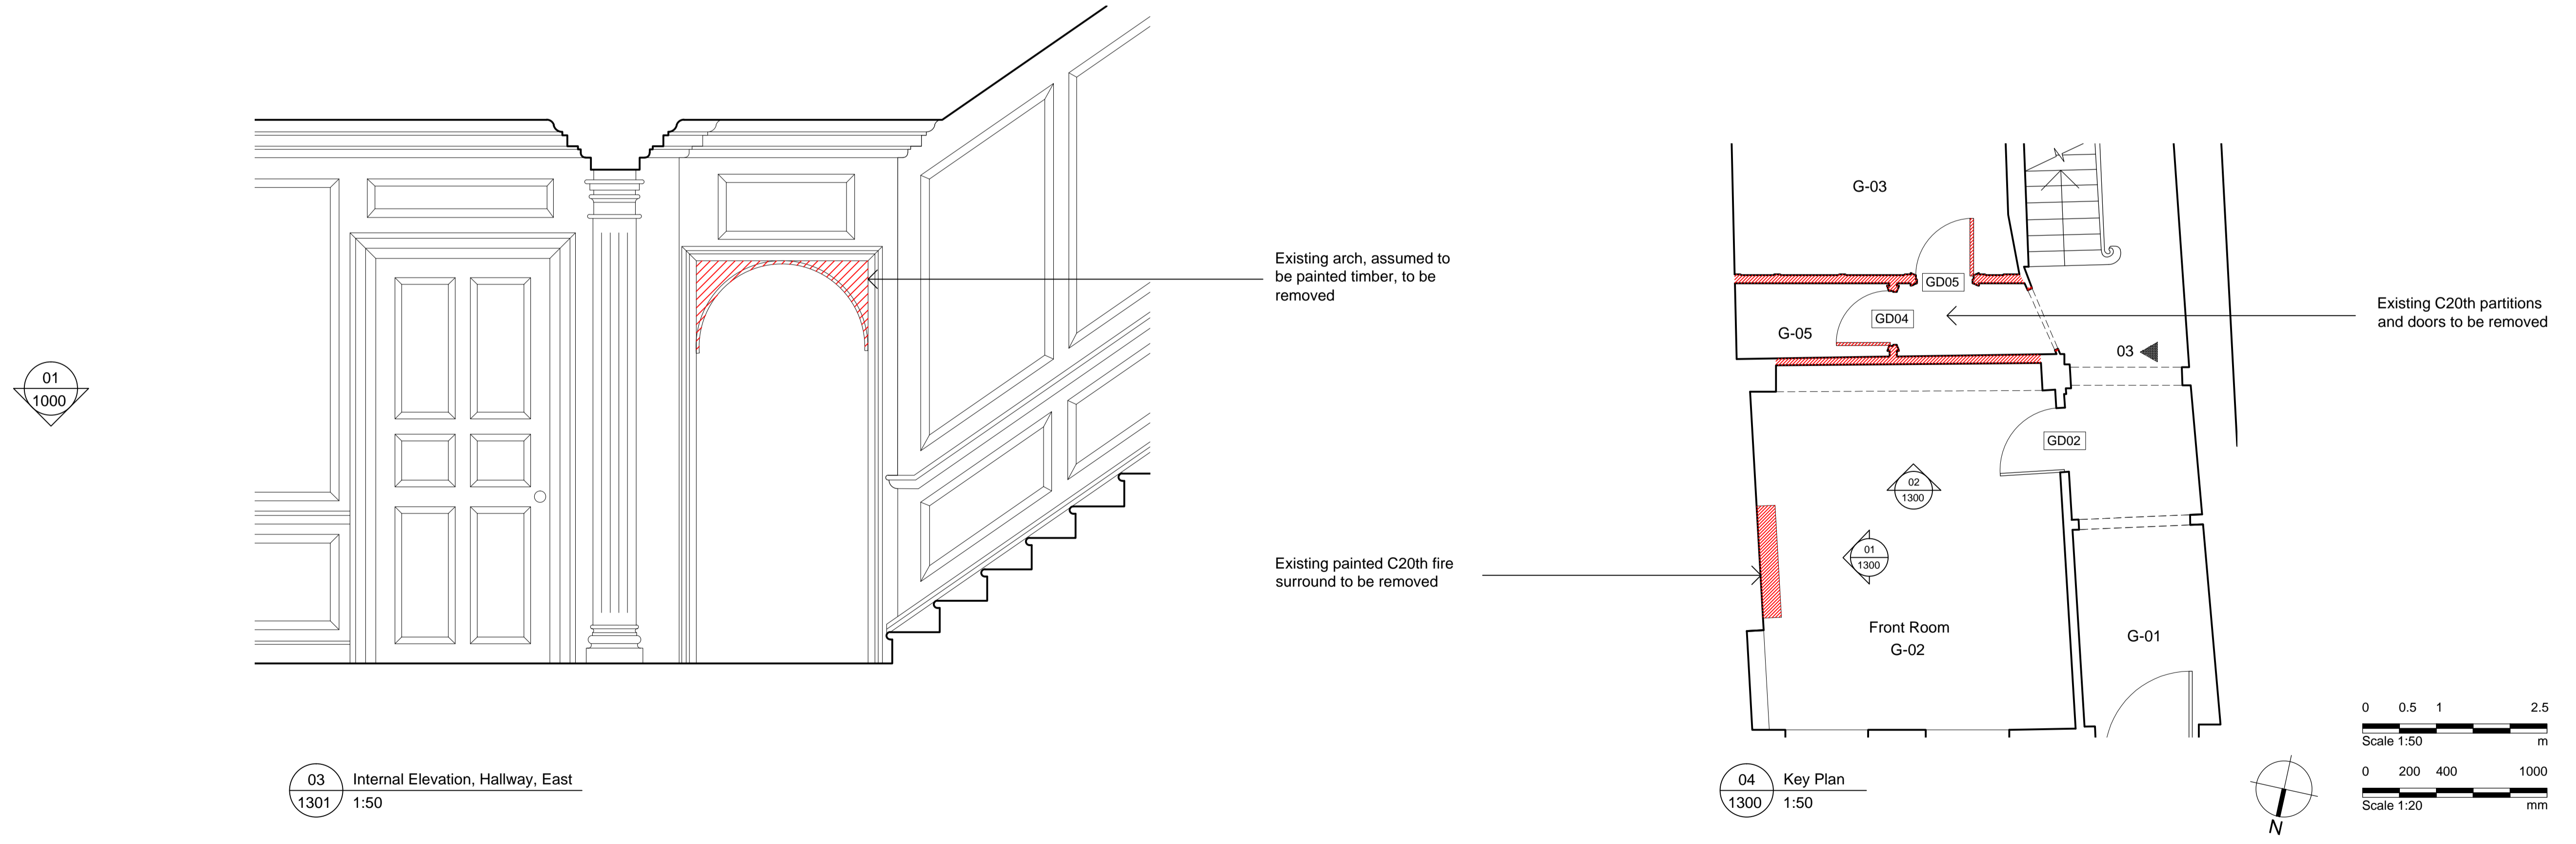 01
1000
Existing arch, assumed to
be painted timber, to be
removed
03
1301
Internal Elevation, Hallway, East
1:50
G-03
GD05
GD04
G-05
Existing C20th partitions
and doors to be removed
03
GD02
02
1300
01
1300
Existing painted C20th fire
surround to be removed
Front Room
G-02
G-01
04
1300
Key Plan
1:50
N
0 0.5 1 2.5
Scale 1:50 m
0 200 400 1000
Scale 1:20 mm